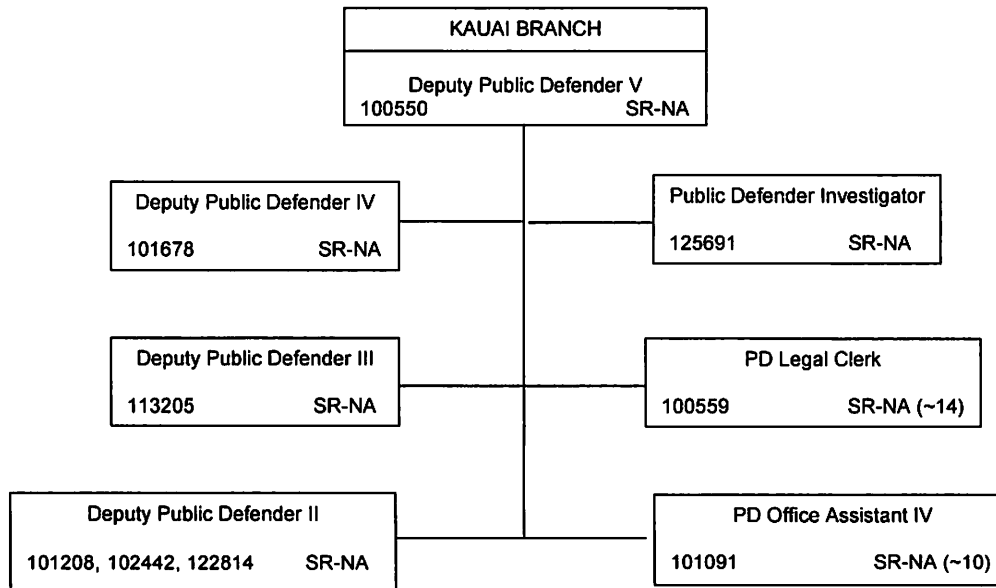 KAUAI BRANCH
Deputy Public Defender V
100550 SR-NA
Deputy Public Defender IV
101678 SR-NA
Public Defender Investigator
125691 SR-NA
Deputy Public Defender III
113205 SR-NA
PD Legal Clerk
100559 SR-NA (~14)
Deputy Public Defender II
101208, 102442, 122814 SR-NA
PD Office Assistant IV
101091 SR-NA (~10)